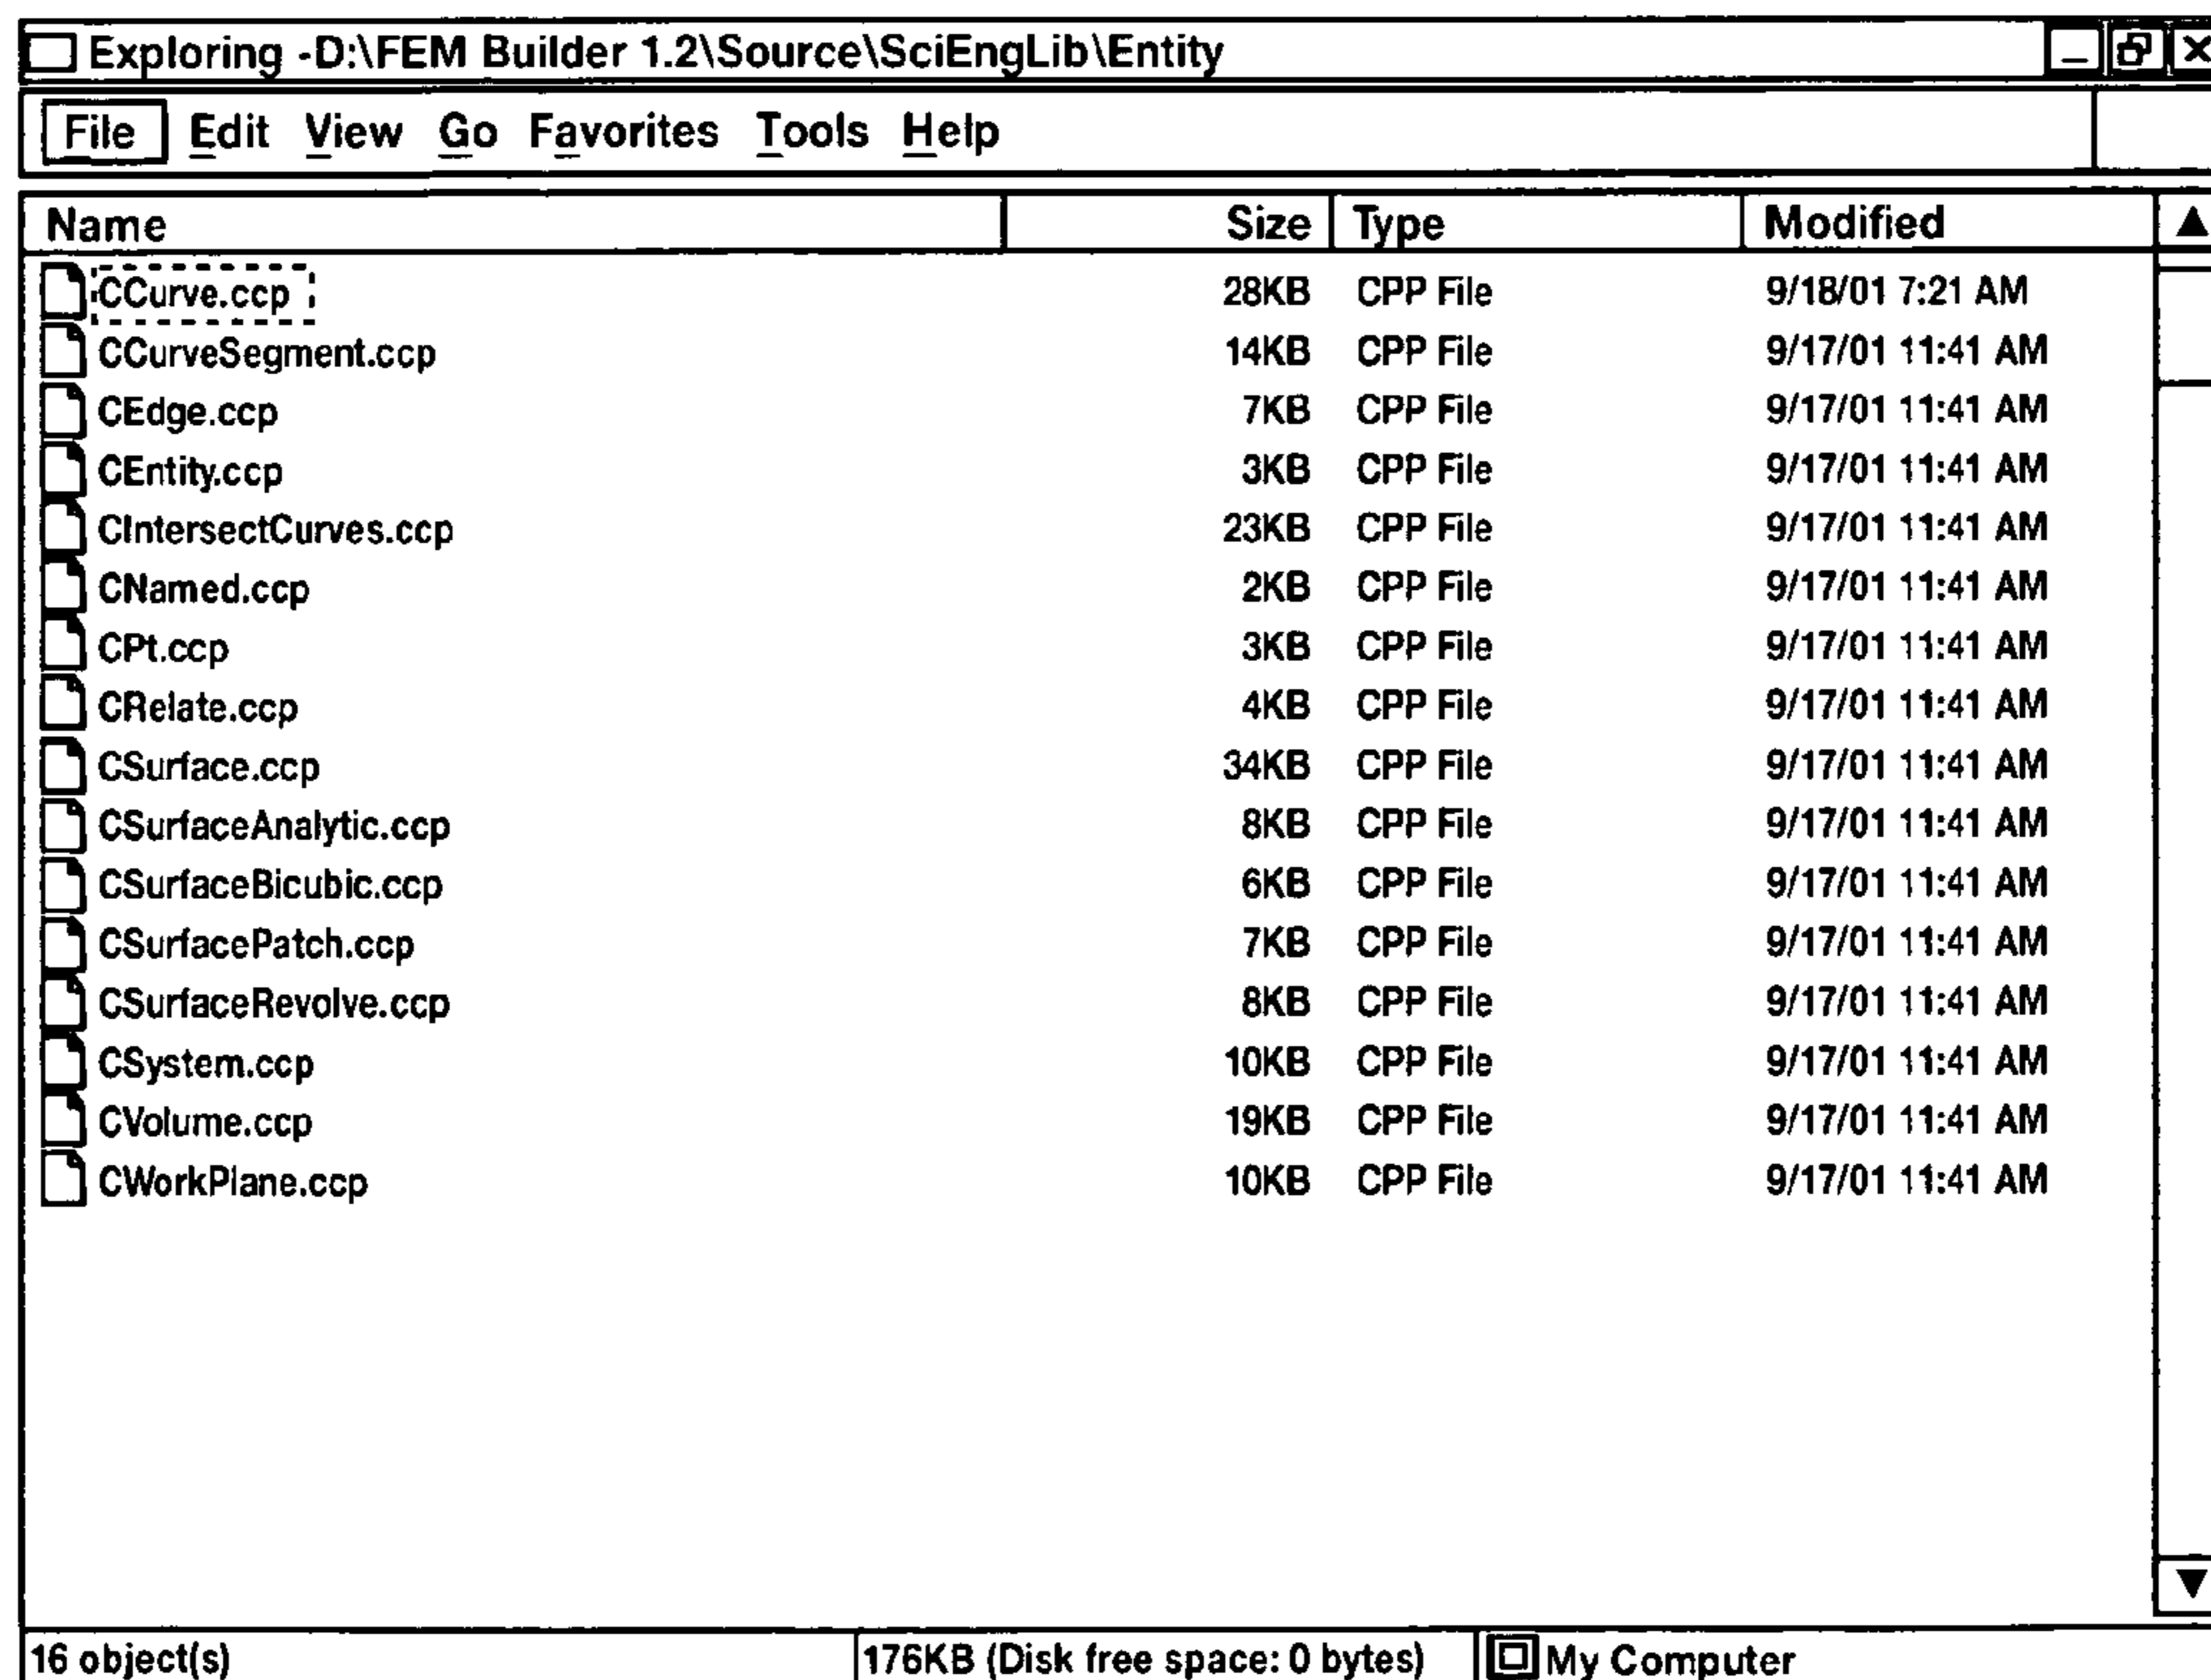 Exploring -D:\FEM Builder 1.2\Source\SciEngLib\Entity
File Edit View Go Favorites Tools Help
Name Size Type Modified
CCurve.ccp 28KB CPP File 9/18/01 7:21 AM
CCurveSegment.ccp 14KB CPP File 9/17/01 11:41 AM
CEdge.ccp 7KB CPP File 9/17/01 11:41 AM
CEntity.ccp 3KB CPP File 9/17/01 11:41 AM
CIntersectCurves.ccp 23KB CPP File 9/17/01 11:41 AM
CNamed.ccp 2KB CPP File 9/17/01 11:41 AM
CPt.ccp 3KB CPP File 9/17/01 11:41 AM
CRelate.ccp 4KB CPP File 9/17/01 11:41 AM
CSurface.ccp 34KB CPP File 9/17/01 11:41 AM
CSurfaceAnalytic.ccp 8KB CPP File 9/17/01 11:41 AM
CSurfaceBicubic.ccp 6KB CPP File 9/17/01 11:41 AM
CSurfacePatch.ccp 7KB CPP File 9/17/01 11:41 AM
CSurfaceRevolve.ccp 8KB CPP File 9/17/01 11:41 AM
CSystem.ccp 10KB CPP File 9/17/01 11:41 AM
CVolume.ccp 19KB CPP File 9/17/01 11:41 AM
CWorkPlane.ccp 10KB CPP File 9/17/01 11:41 AM
16 object(s) 176KB (Disk free space: 0 bytes) My Computer